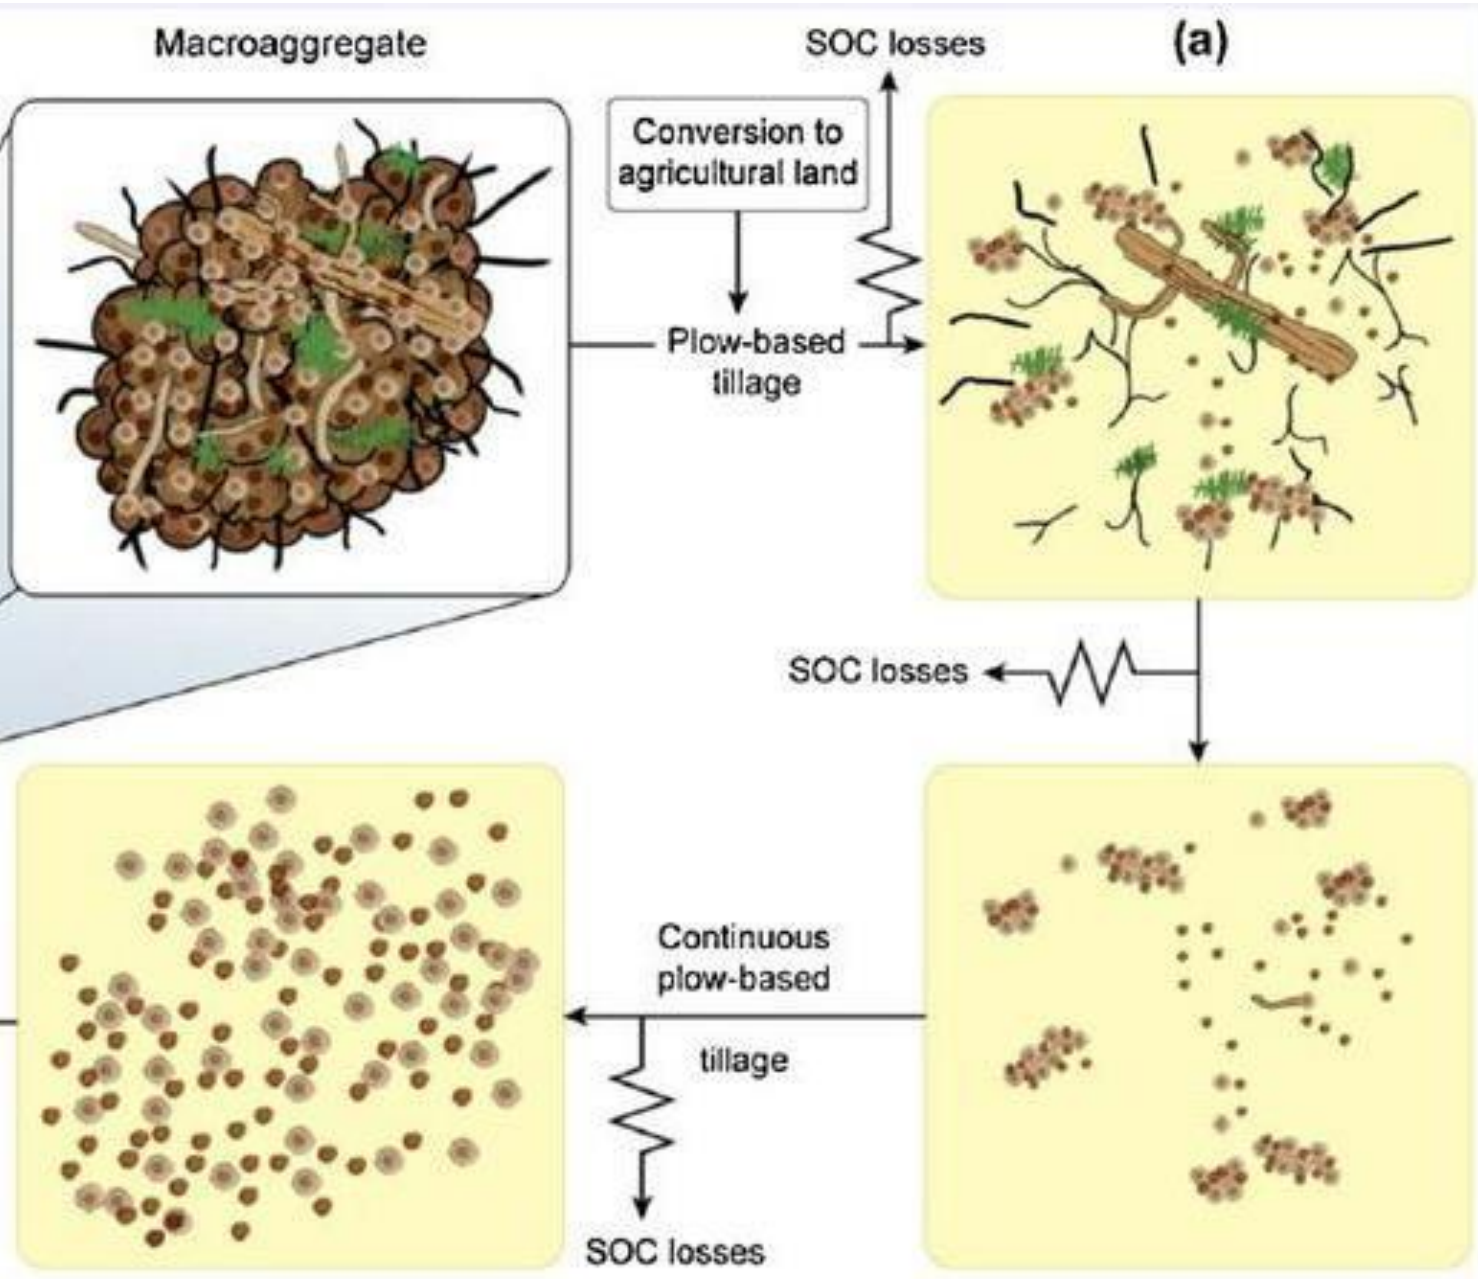 Macroaggregate
SOC losses
(a)
Conversion to
agricultural land
Plow-based
tillage
SOC losses
Continuous
plow-based
tillage
SOC losses